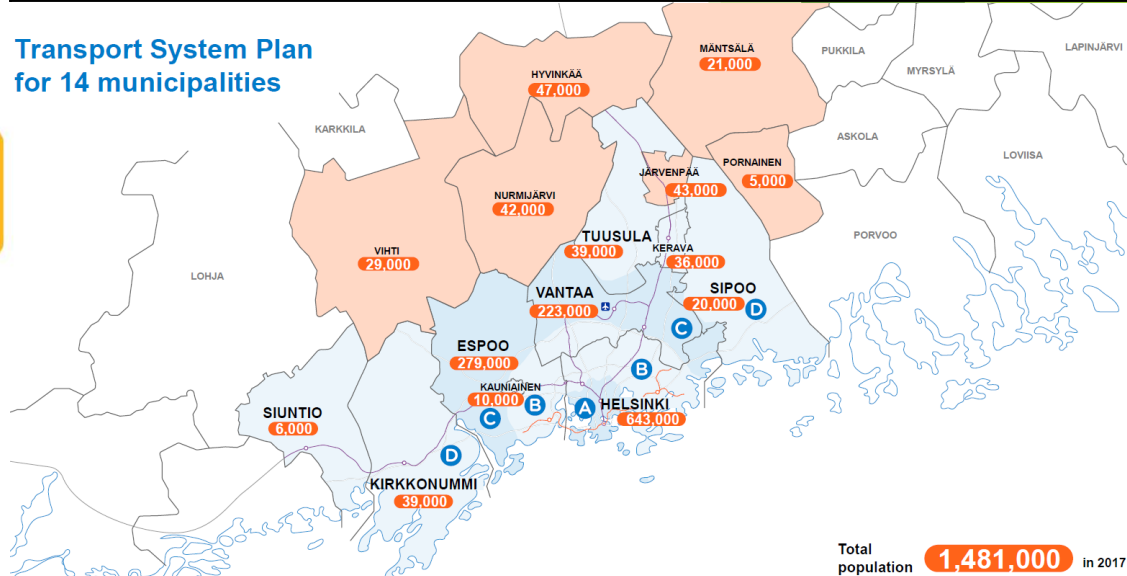 Transport System Plan
for 14 municipalities
MÄNTSÄLÄ
21,000
PUKKILA
LAPINJÄRVI
MYRSYLÄ
HYVINKÄÄ
47,000
KARKKILA
ASKOLA
LOVIISA
PORNAINEN
5,000
JÄRVENPÄÄ
43,000
NURMIJÄRVI
42,000
TUUSULA
39,000
KERAVA
36,000
PORVOO
VIHTI
29,000
LOHJA
SIPOO
20,000
D
VANTAA
223,000
C
ESPOO
279,000
B
KAUNIAINEN
10,000
B
C
A
HELSINKI
643,000
SIUNTIO
6,000
D
KIRKKONUMMI
39,000
Total
population 1,481,000 in 2017